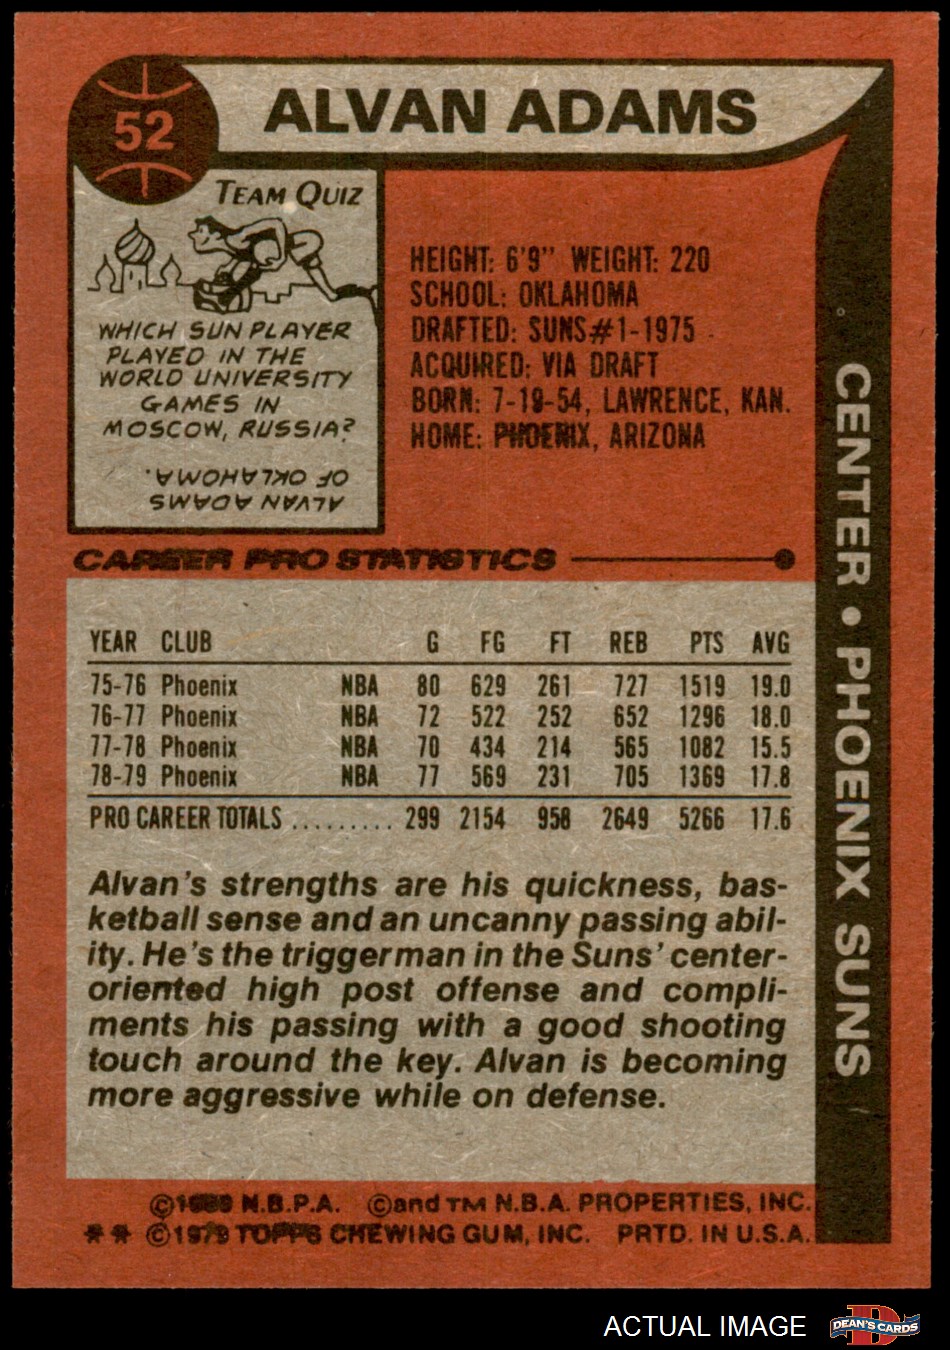 52
ALVAN ADAMS
TEAM QUIZ
WHICH SUN PLAYER
PLAYED IN THE
WORLD UNIVERSITY
GAMES IN
MOSCOW, RUSSIA?
ALVAN ADAMS
OF OKLAHOMA.
HEIGHT: 6'9" WEIGHT: 220
SCHOOL: OKLAHOMA
DRAFTED: SUNS#1-1975
ACQUIRED: VIA DRAFT
BORN: 7-19-54, LAWRENCE, KAN.
HOME: PHOENIX, ARIZONA
CENTER • PHOENIX SUNS
CAREER PRO STATISTICS
YEAR CLUB G FG FT REB PTS AVG
75-76 Phoenix NBA 80 629 261 727 1519 19.0
76-77 Phoenix NBA 72 522 252 652 1296 18.0
77-78 Phoenix NBA 70 434 214 565 1082 15.5
78-79 Phoenix NBA 77 569 231 705 1369 17.8
PRO CAREER TOTALS .......... 299 2154 958 2649 5266 17.6
Alvan's strengths are his quickness, bas-
ketball sense and an uncanny passing abil-
ity. He's the triggerman in the Suns' center-
oriented high post offense and compli-
ments his passing with a good shooting
touch around the key. Alvan is becoming
more aggressive while on defense.
N.B.P.A. ©and TM N.B.A. PROPERTIES, INC.
** ©1979 TOPPS CHEWING GUM, INC. PRTD. IN U.S.A.
ACTUAL IMAGE
D
DEAN'S CARDS